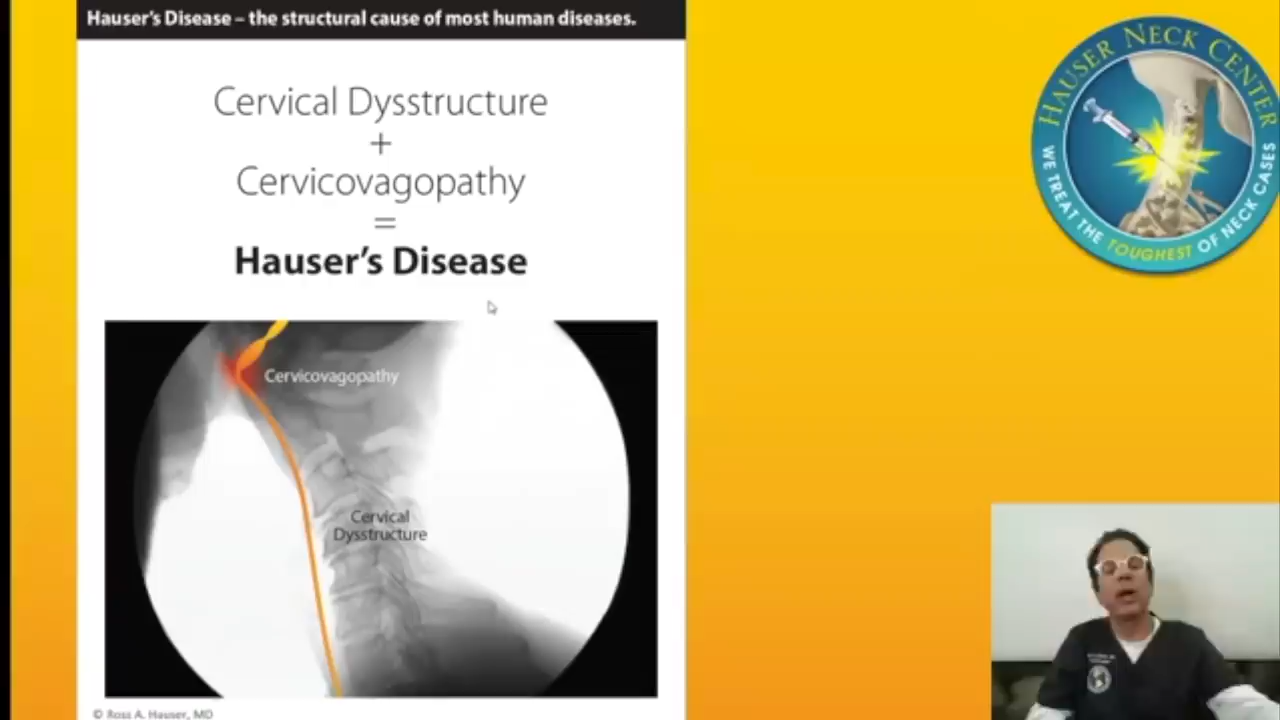 Hauser's Disease – the structural cause of most human diseases.
Cervical Dysstructure
+
Cervicovagopathy
=
Hauser's Disease
Cervicovagopathy
Cervical
Dysstructure
© Ross A. Hauser, MD
HAUSER NECK CENTER
WE TREAT THE TOUGHEST OF NECK CASES